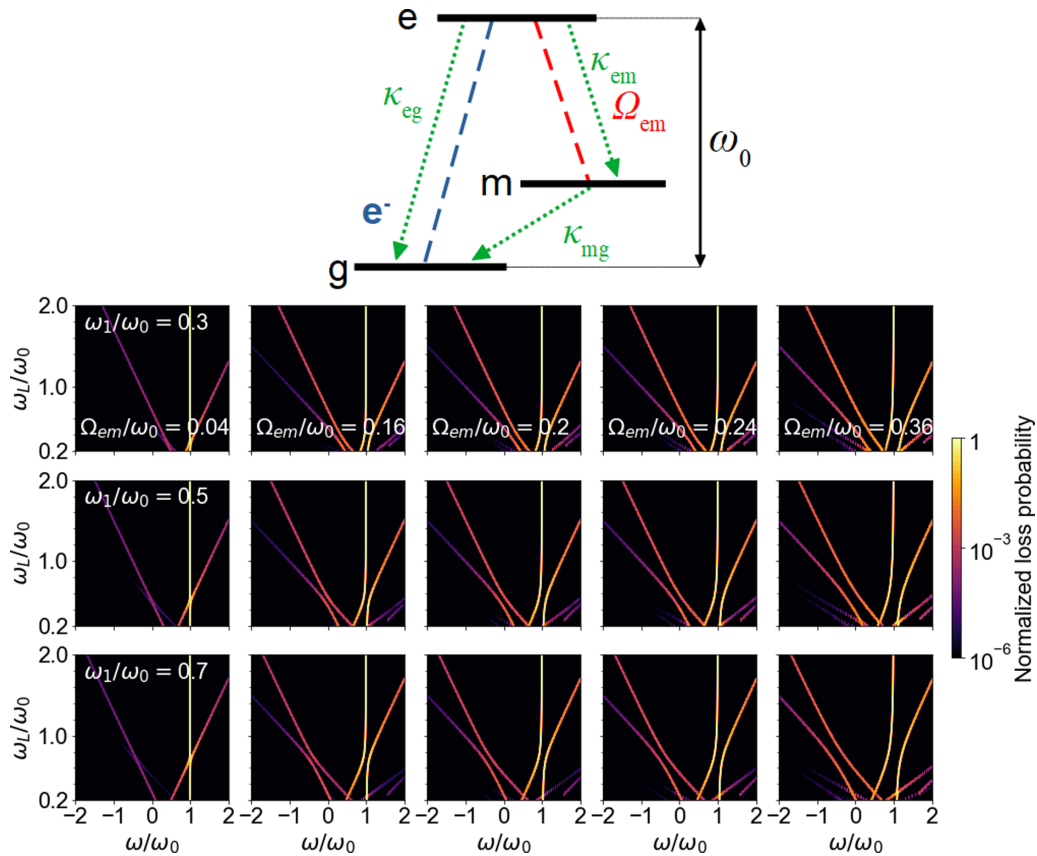 e
κem
κeg
Ωem
ω0
m
e-
κmg
g
2.0
ω1/ω0 = 0.3
ωL/ω0
1.0
Ωem/ω0 = 0.04
Ωem/ω0 = 0.16
Ωem/ω0 = 0.2
Ωem/ω0 = 0.24
Ωem/ω0 = 0.36
0.2
2.0
ω1/ω0 = 0.5
ωL/ω0
1.0
0.2
2.0
ω1/ω0 = 0.7
ωL/ω0
1.0
0.2
−2 −1 0 1 2 −1 0 1 2 −1 0 1 2 −1 0 1 2 −1 0 1 2
ω/ω0 ω/ω0 ω/ω0 ω/ω0 ω/ω0
1
10−3
10−6
Normalized loss probability